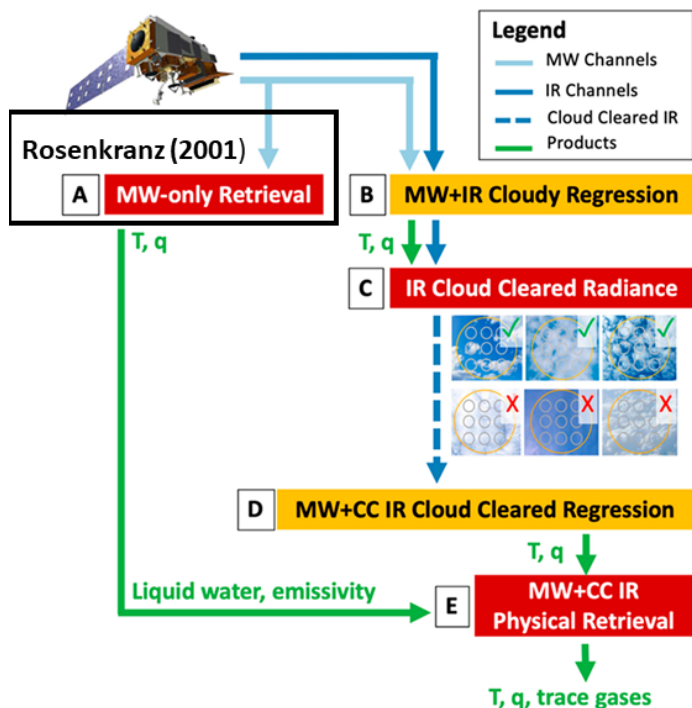 Legend
MW Channels
IR Channels
Cloud Cleared IR
Products
Rosenkranz (2001)
A MW-only Retrieval
B MW+IR Cloudy Regression
T, q
T, q
C IR Cloud Cleared Radiance
✓ ✓ ✓
X X X
D MW+CC IR Cloud Cleared Regression
T, q
Liquid water, emissivity
E MW+CC IR
Physical Retrieval
T, q, trace gases